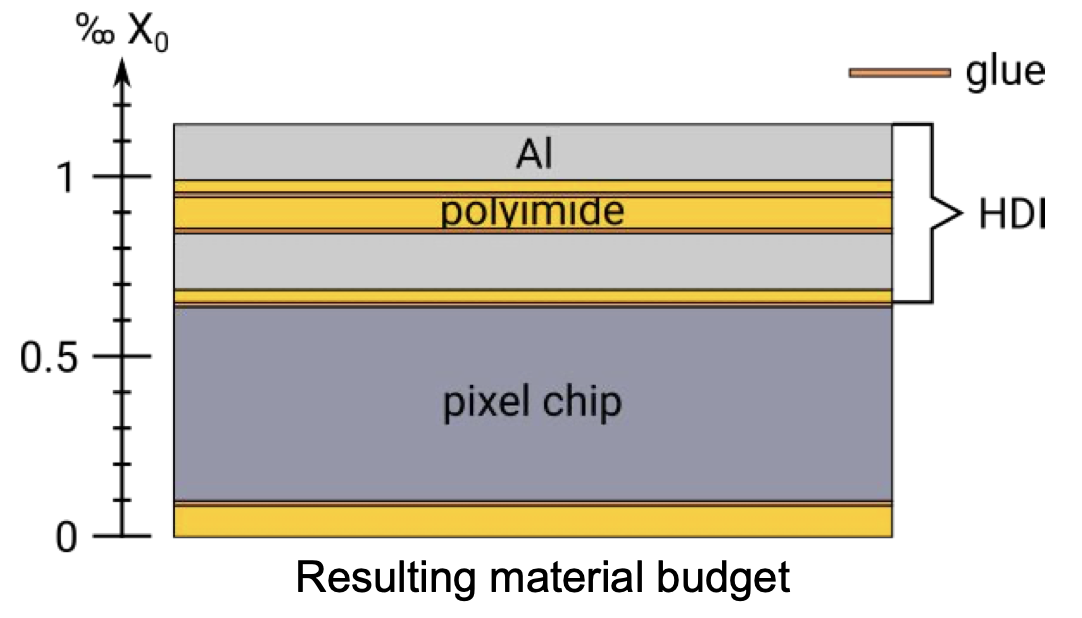 ‰ X₀
glue
Al
1
polyimide
HDI
0.5
pixel chip
0
Resulting material budget